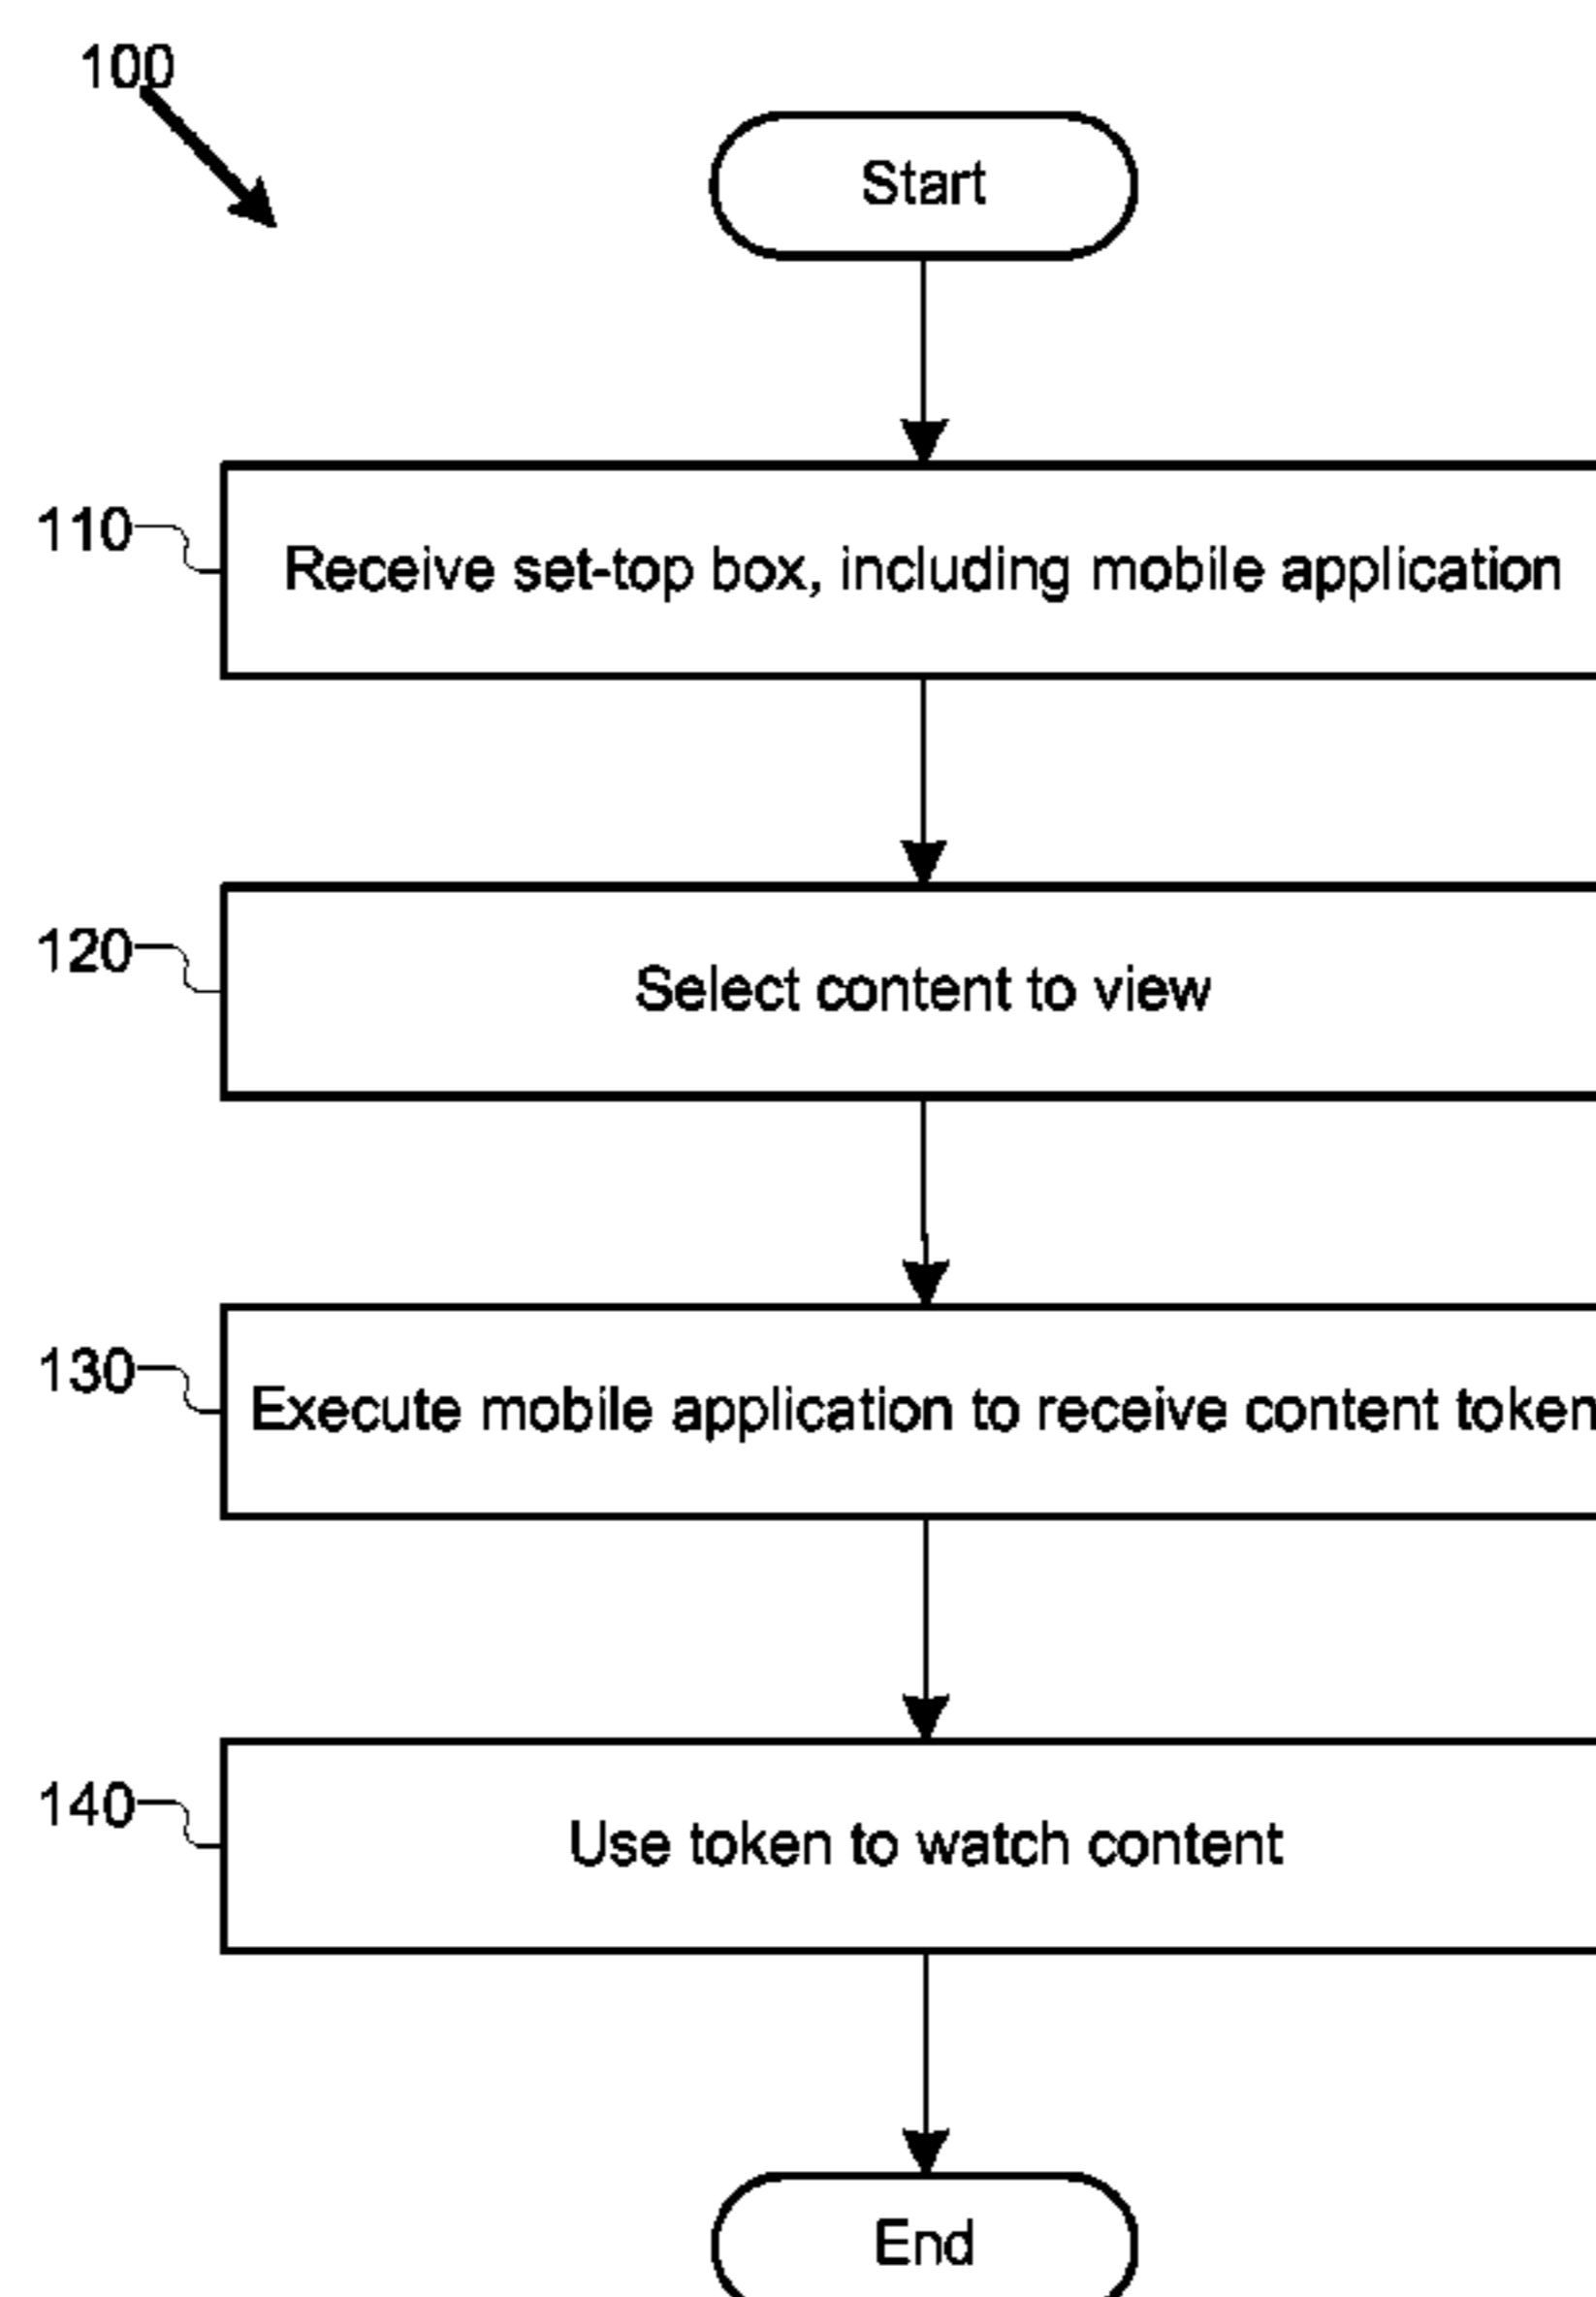 100
Start
110
Receive set-top box, including mobile application
120
Select content to view
130
Execute mobile application to receive content token
140
Use token to watch content
End